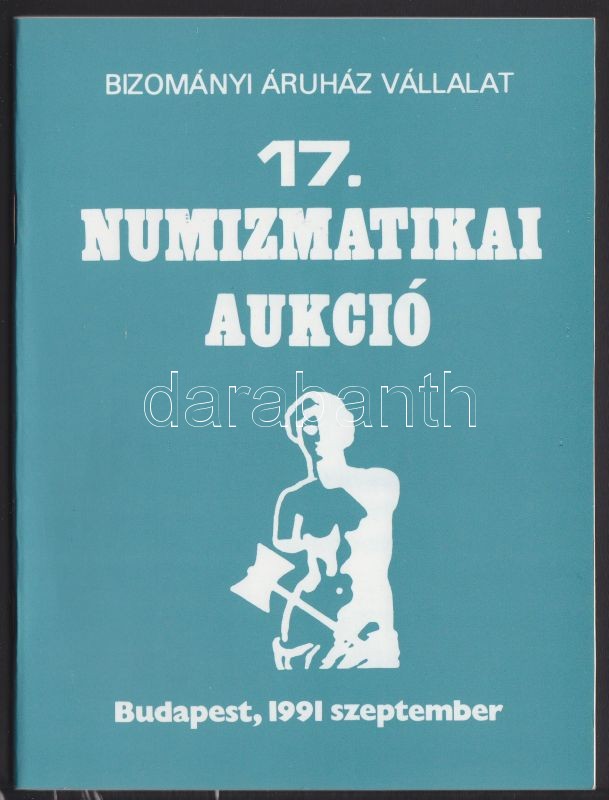 BIZOMÁNYI ÁRUHÁZ VÁLLALAT
17.
NUMIZMATIKAI
AUKCIÓ
darabanth
Budapest, 1991 szeptember